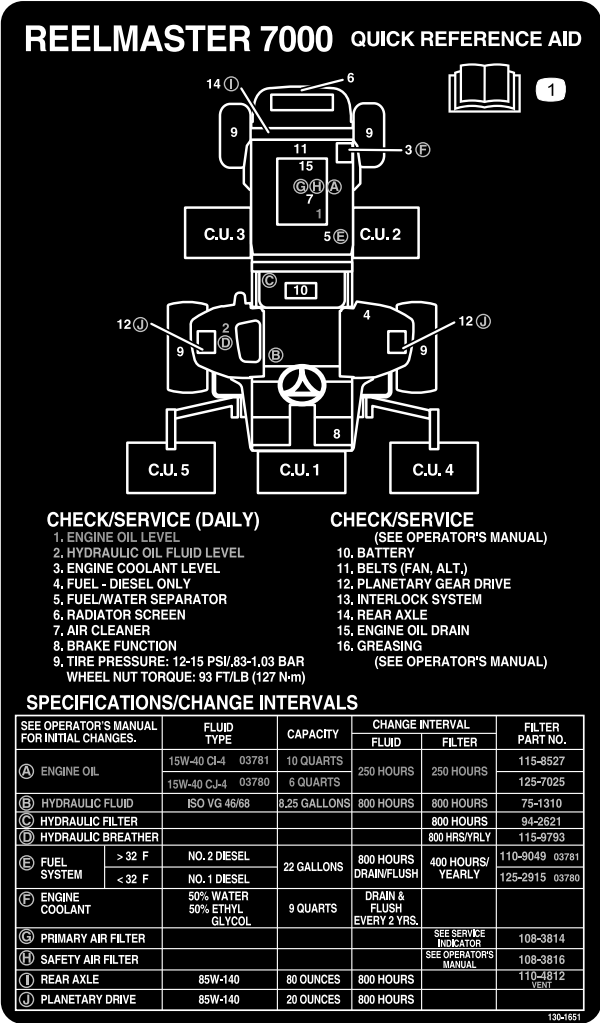 REELMASTER 7000 QUICK REFERENCE AID
1
14 I
6
9
9
11
3 F
15
G H A
7
1
C.U. 3
5 E
C.U. 2
C
10
4
12 J
2
D
12 J
9
B
9
8
C.U. 5
C.U. 1
C.U. 4
CHECK/SERVICE (DAILY)
1. ENGINE OIL LEVEL
2. HYDRAULIC OIL FLUID LEVEL
3. ENGINE COOLANT LEVEL
4. FUEL - DIESEL ONLY
5. FUEL/WATER SEPARATOR
6. RADIATOR SCREEN
7. AIR CLEANER
8. BRAKE FUNCTION
9. TIRE PRESSURE: 12-15 PSI/.83-1.03 BAR
WHEEL NUT TORQUE: 93 FT/LB (127 N·m)
CHECK/SERVICE
(SEE OPERATOR'S MANUAL)
10. BATTERY
11. BELTS (FAN, ALT.)
12. PLANETARY GEAR DRIVE
13. INTERLOCK SYSTEM
14. REAR AXLE
15. ENGINE OIL DRAIN
16. GREASING
(SEE OPERATOR'S MANUAL)
SPECIFICATIONS/CHANGE INTERVALS
SEE OPERATOR'S MANUAL
FOR INITIAL CHANGES.
FLUID
TYPE
CAPACITY
CHANGE INTERVAL
FLUID
FILTER
FILTER
PART NO.
A ENGINE OIL
15W-40 CI-4 03781
10 QUARTS
250 HOURS
250 HOURS
115-8527
15W-40 CJ-4 03780
6 QUARTS
125-7025
B HYDRAULIC FLUID
ISO VG 46/68
8.25 GALLONS
800 HOURS
800 HOURS
75-1310
C HYDRAULIC FILTER
800 HOURS
94-2621
D HYDRAULIC BREATHER
800 HRS/YRLY
115-9793
E FUEL
SYSTEM
> 32 F
NO. 2 DIESEL
22 GALLONS
800 HOURS
DRAIN/FLUSH
400 HOURS/
YEARLY
110-9049 03781
< 32 F
NO. 1 DIESEL
125-2915 03780
F ENGINE
COOLANT
50% WATER
50% ETHYL
GLYCOL
9 QUARTS
DRAIN &
FLUSH
EVERY 2 YRS.
G PRIMARY AIR FILTER
SEE SERVICE
INDICATOR
108-3814
H SAFETY AIR FILTER
SEE OPERATOR'S
MANUAL
108-3816
I REAR AXLE
85W-140
80 OUNCES
800 HOURS
110-4812
VENT
J PLANETARY DRIVE
85W-140
20 OUNCES
800 HOURS
130-1651